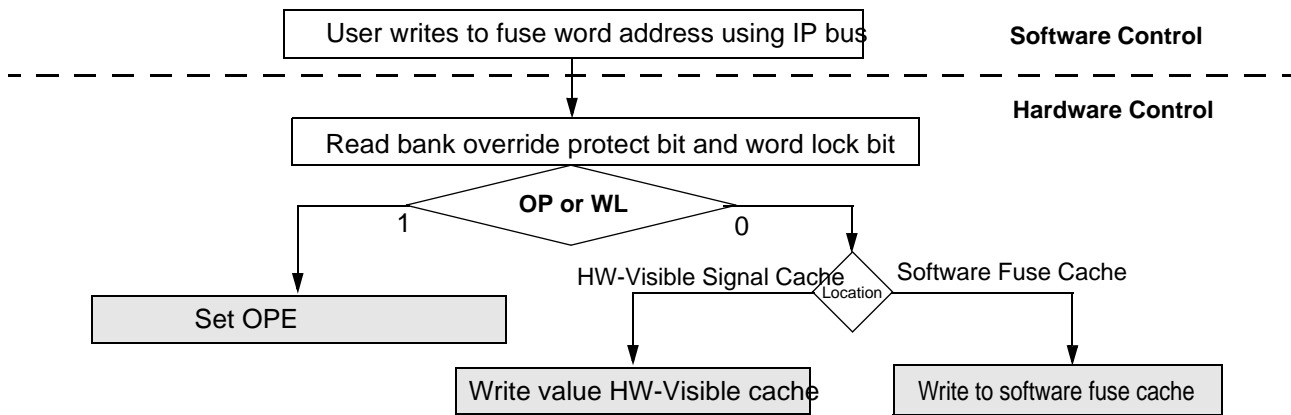 User writes to fuse word address using IP bus
Software Control
Hardware Control
Read bank override protect bit and word lock bit
OP or WL
1
0
HW-Visible Signal Cache
Software Fuse Cache
Location
Set OPE
Write value HW-Visible cache
Write to software fuse cache